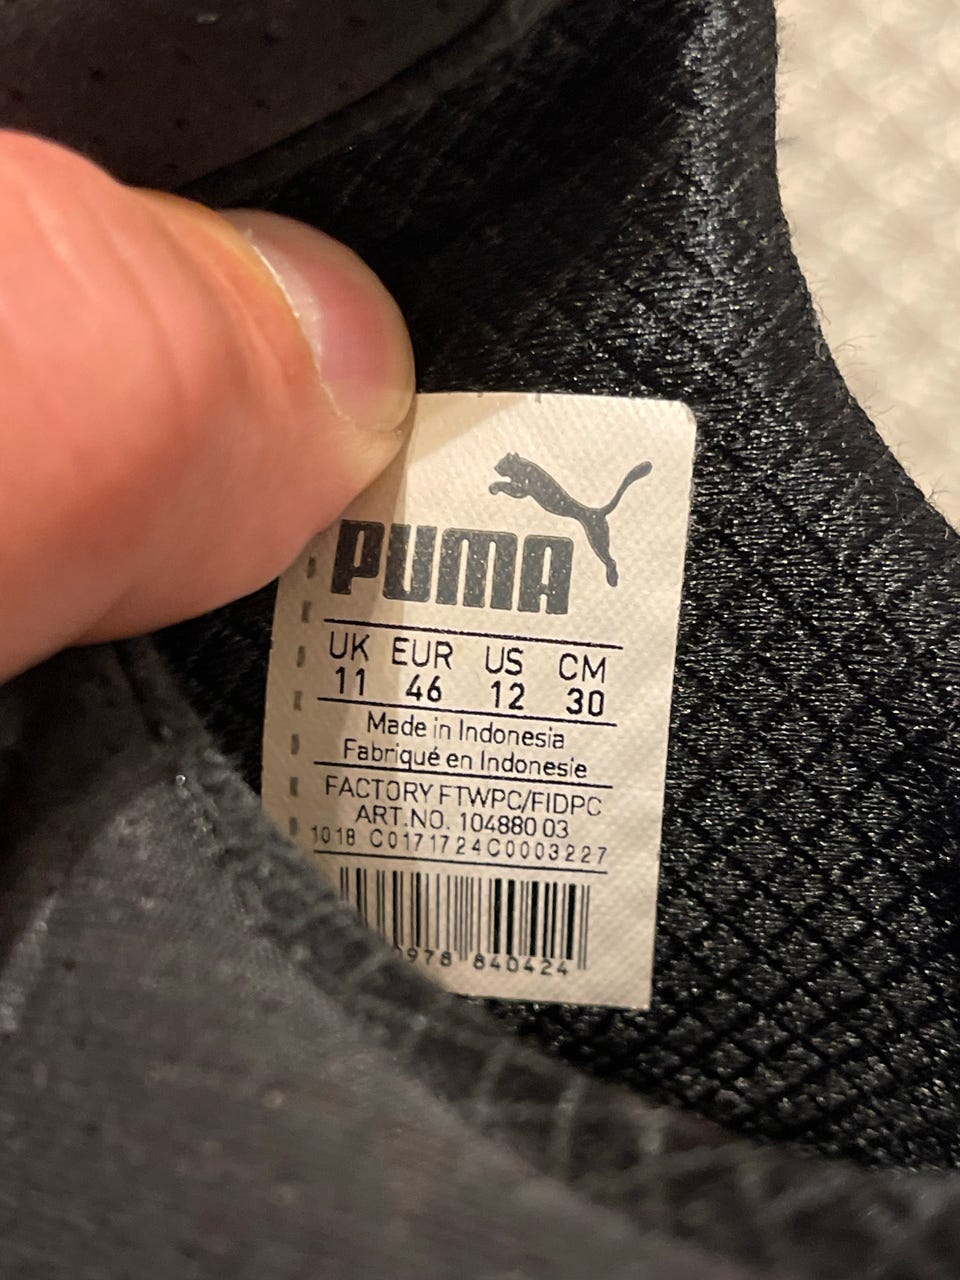 PUMA
UK EUR US CM
11 46 12 30
Made in Indonesia
Fabriqué en Indonesie
FACTORY FTWPC/FIDPC
ART.NO. 104880 03
1018 C0171724C0003227
0978 840424